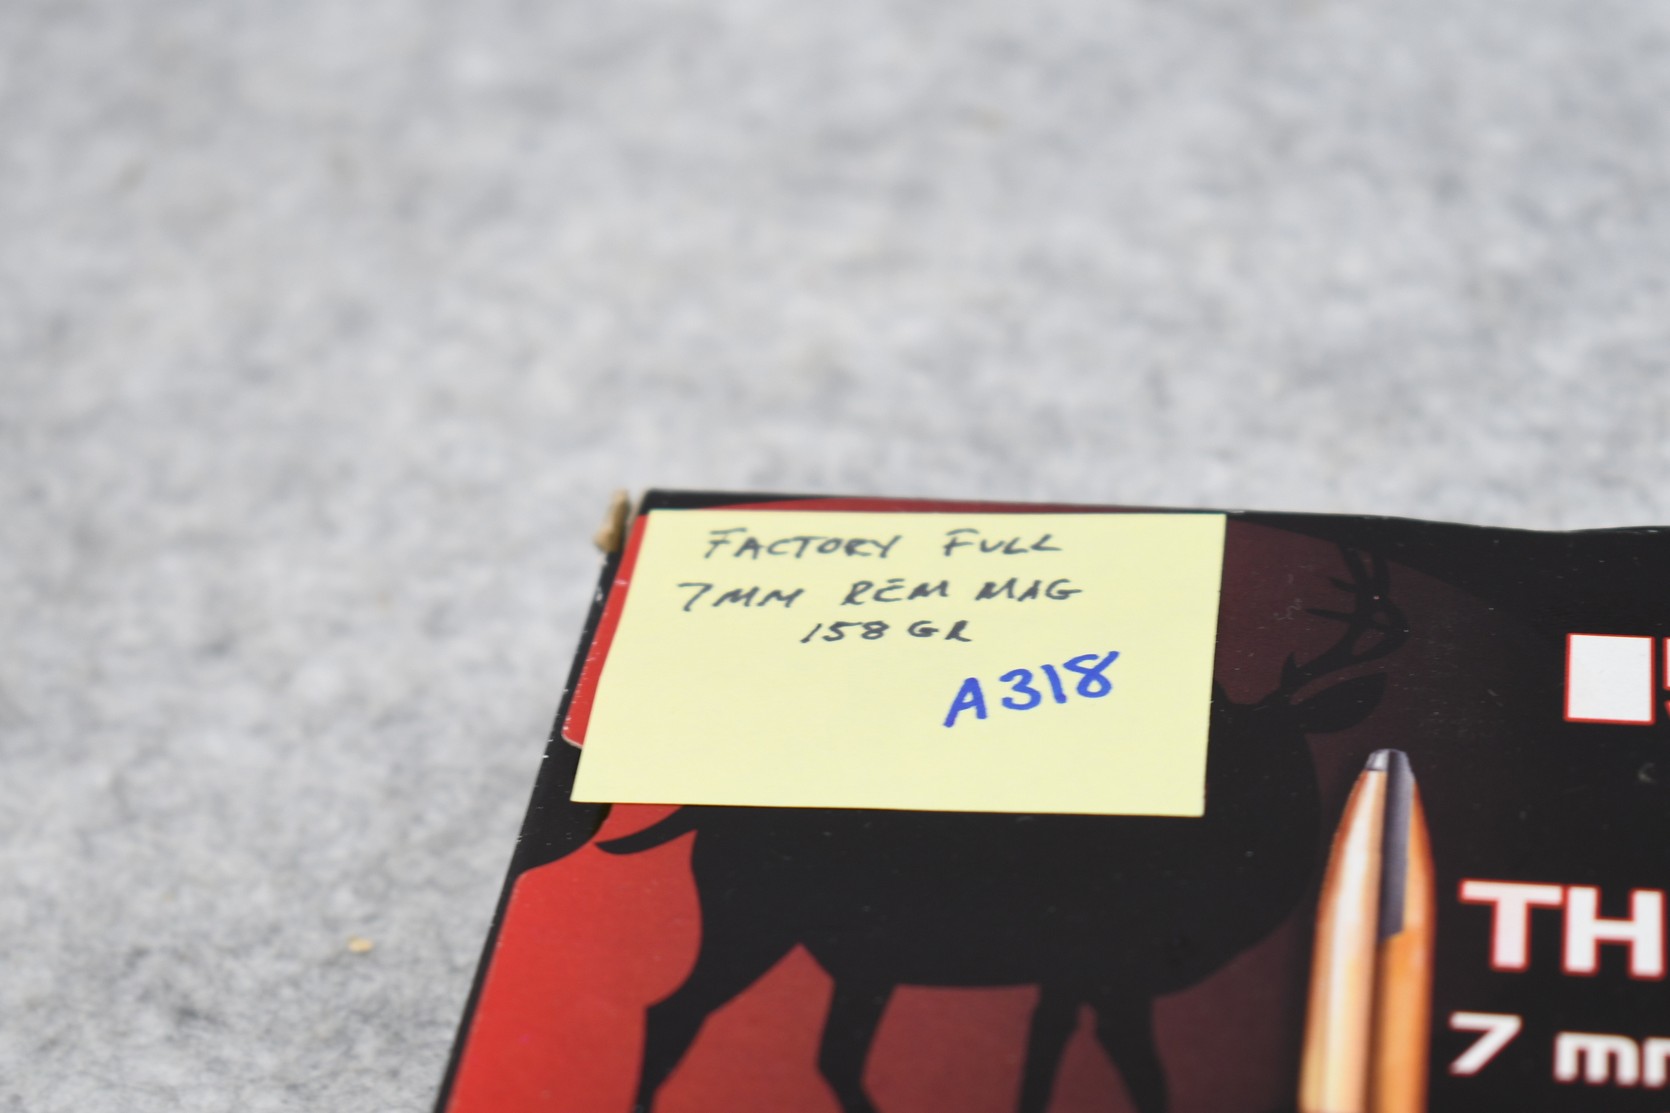 FACTORY FULL
7MM REM MAG
158 GR
A318
TH
7 mm